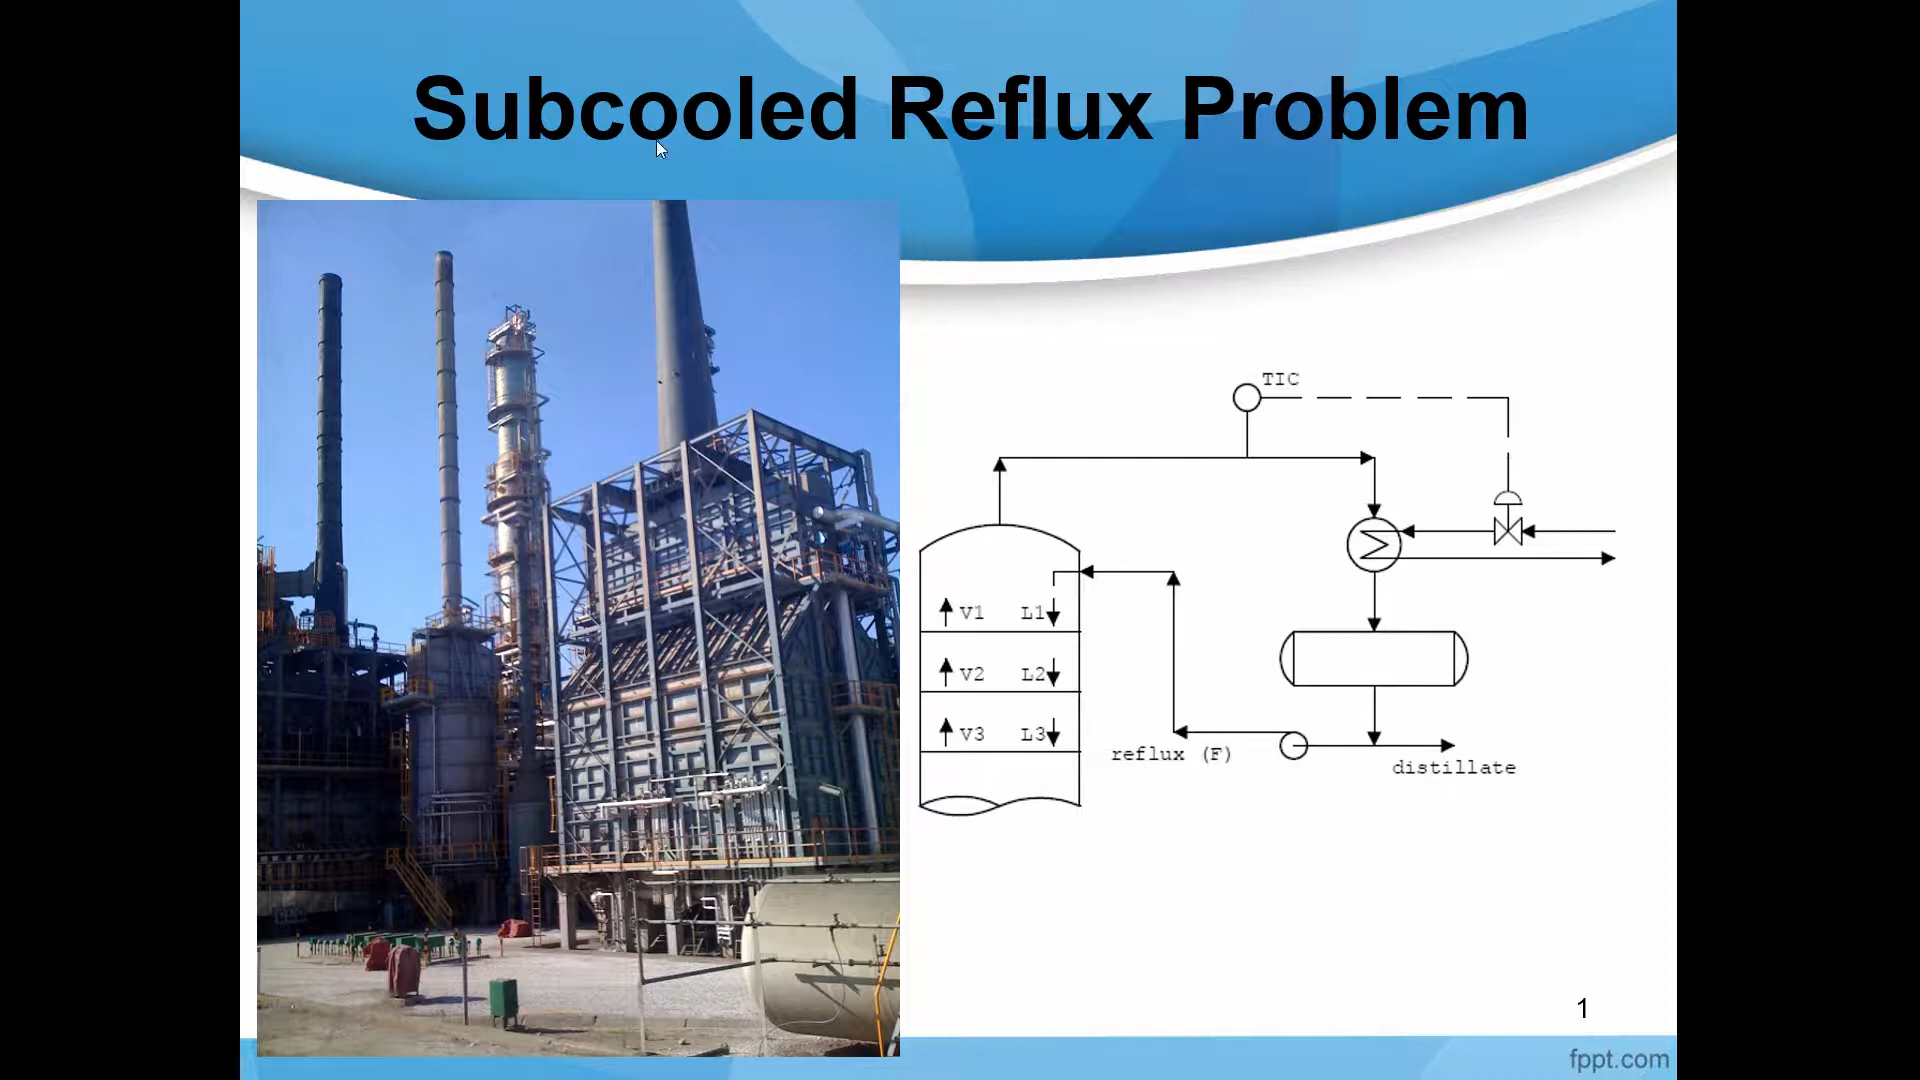 Subcooled Reflux Problem
TIC
V1 L1
V2 L2
V3 L3
reflux (F)
distillate
1
fppt.com